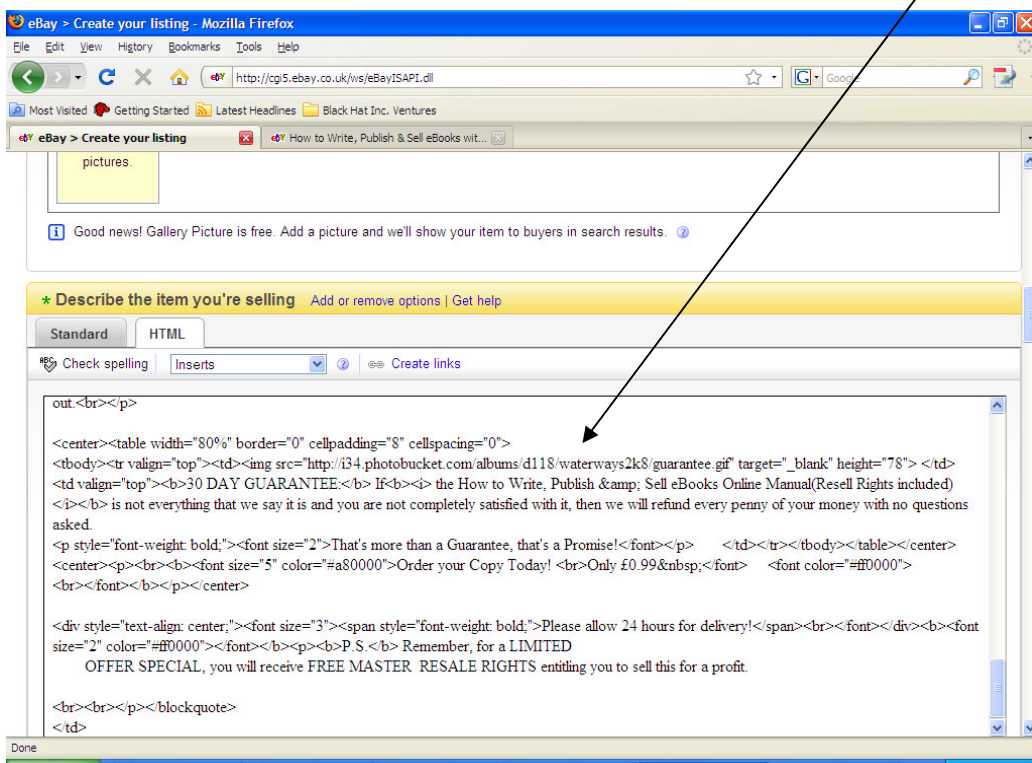 eBay > Create your listing - Mozilla Firefox
File Edit View History Bookmarks Tools Help
http://cgi5.ebay.co.uk/ws/eBayISAPI.dll Google
Most Visited Getting Started Latest Headlines Black Hat Inc. Ventures
eBay > Create your listing How to Write, Publish & Sell eBooks wit...
pictures.
Good news! Gallery Picture is free. Add a picture and we'll show your item to buyers in search results.
* Describe the item you're selling Add or remove options | Get help
Standard HTML
Check spelling Inserts Create links
out.<br></p>
<center><table width="80%" border="0" cellpadding="8" cellspacing="0">
<tbody><tr valign="top"><td><img src="http://i34.photobucket.com/albums/d118/waterways2k8/guarantee.gif" target="_blank" height="78"> </td>
<td valign="top"><b>30 DAY GUARANTEE:</b> If<b><i> the How to Write, Publish &amp; Sell eBooks Online Manual(Resell Rights included)
</i></b> is not everything that we say it is and you are not completely satisfied with it, then we will refund every penny of your money with no questions
asked.
<p style="font-weight: bold;"><font size="2">That's more than a Guarantee, that's a Promise!</font></p> </td></tr></tbody></table></center>
<center><p><br><b><font size="5" color="#a80000">Order your Copy Today! <br>Only £0.99&nbsp;</font> <font color="#ff0000">
<br></font></b></p></center>
<div style="text-align: center;"><font size="3"><span style="font-weight: bold;">Please allow 24 hours for delivery!</span><br></font></div><b><font
size="2" color="#ff0000"></font></b><p><b>P.S.</b> Remember, for a LIMITED
OFFER SPECIAL, you will receive FREE MASTER RESALE RIGHTS entitling you to sell this for a profit.
<br><br></p></blockquote>
</td>
Done